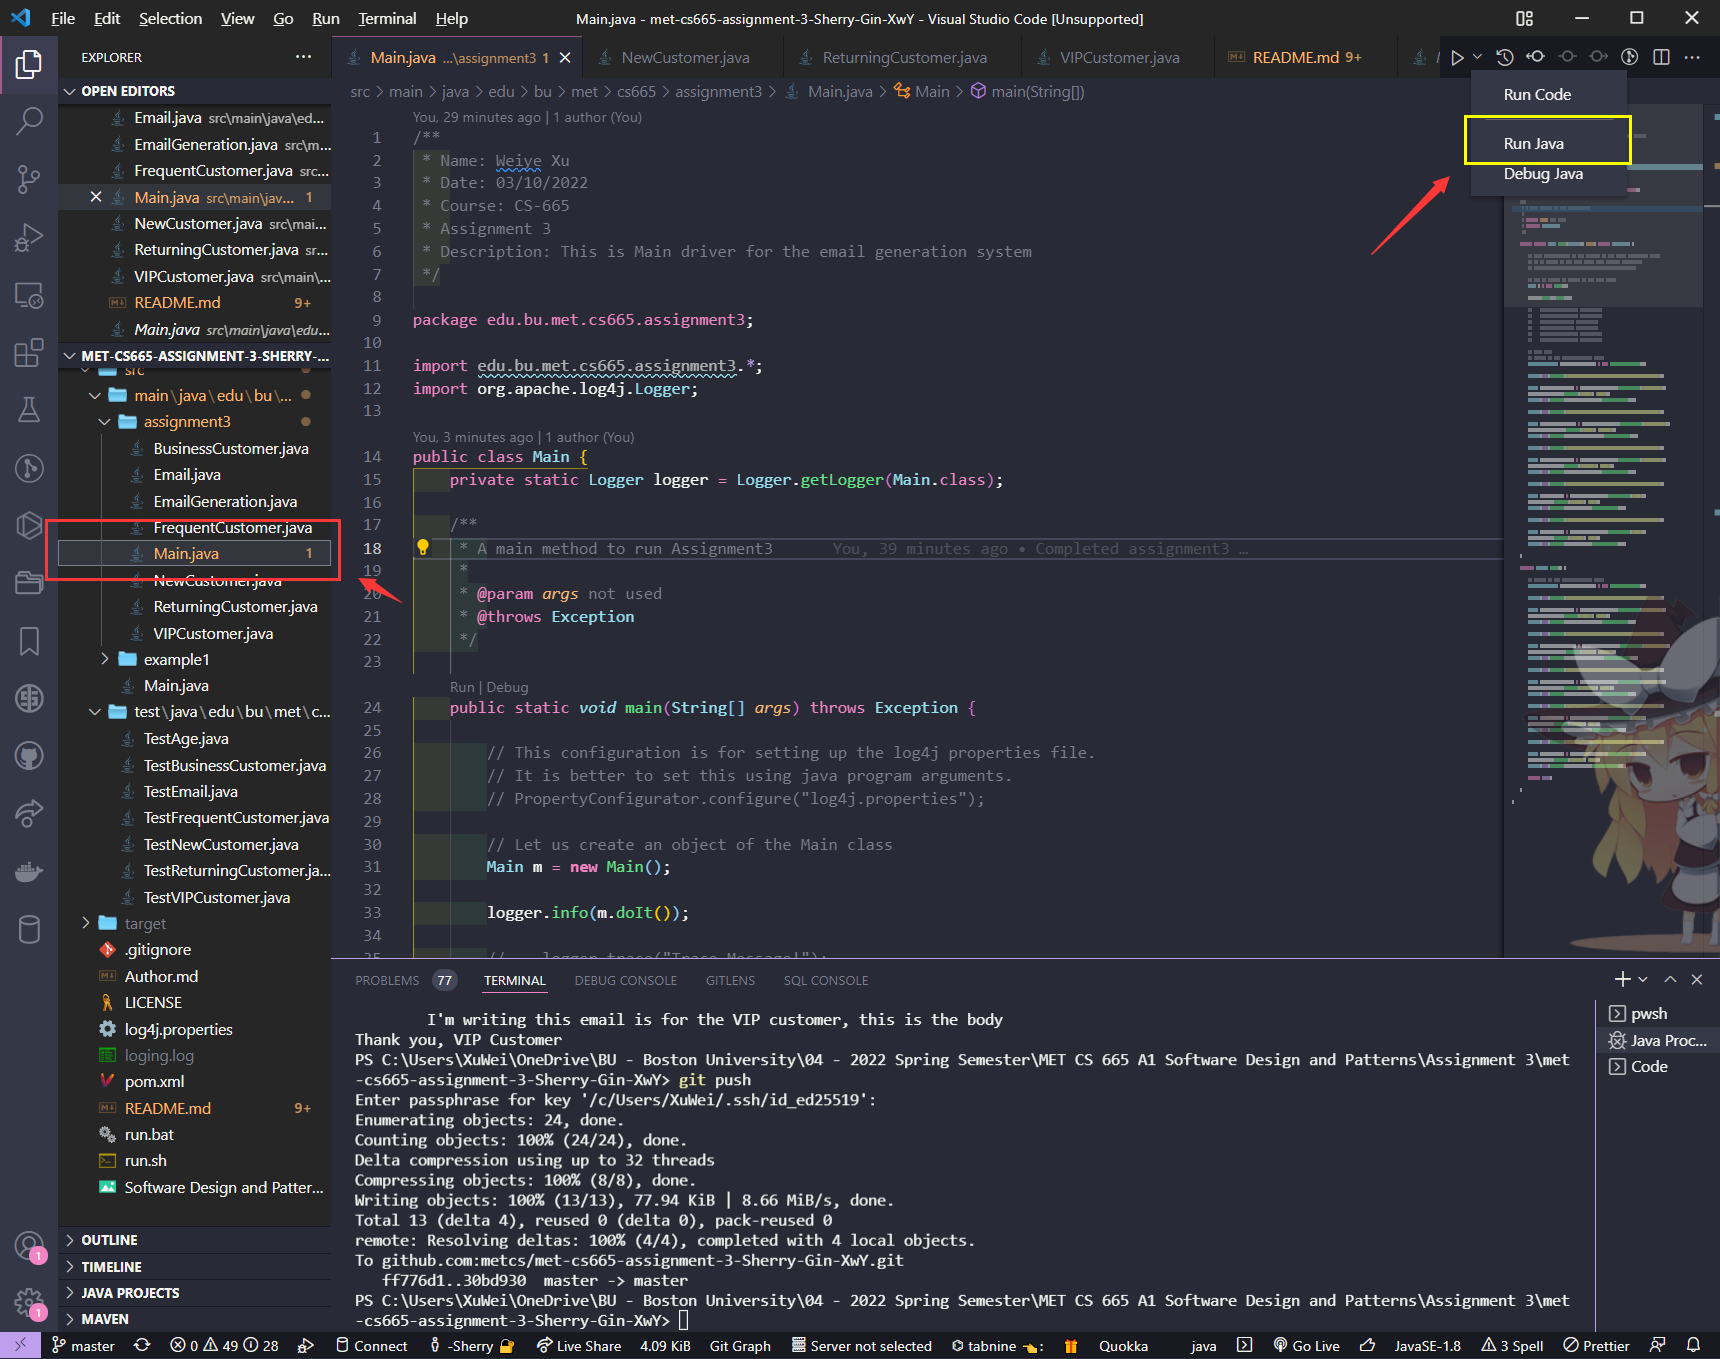 File Edit Selection View Go Run Terminal Help
Main.java - met-cs665-assignment-3-Sherry-Gin-XwY - Visual Studio Code [Unsupported]
EXPLORER
Main.java ...\assignment3 1
NewCustomer.java
ReturningCustomer.java
VIPCustomer.java
README.md 9+
Run Code
Run Java
Debug Java
src > main > java > edu > bu > met > cs665 > assignment3 > Main.java > Main > main(String[])
OPEN EDITORS
Email.java src\main\java\ed...
EmailGeneration.java src\m...
FrequentCustomer.java src...
Main.java src\main\jav... 1
NewCustomer.java src\mai...
ReturningCustomer.java sr...
VIPCustomer.java src\main\...
README.md 9+
Main.java src\main\java\edu...
MET-CS665-ASSIGNMENT-3-SHERRY-...
src
main\java\edu\bu\...
assignment3
BusinessCustomer.java
Email.java
EmailGeneration.java
FrequentCustomer.java
Main.java 1
NewCustomer.java
ReturningCustomer.java
VIPCustomer.java
example1
Main.java
test\java\edu\bu\met\c...
TestAge.java
TestBusinessCustomer.java
TestEmail.java
TestFrequentCustomer.java
TestNewCustomer.java
TestReturningCustomer.ja...
TestVIPCustomer.java
target
.gitignore
Author.md
LICENSE
log4j.properties
loging.log
pom.xml
README.md 9+
run.bat
run.sh
Software Design and Patter...
OUTLINE
TIMELINE
JAVA PROJECTS
MAVEN
You, 29 minutes ago | 1 author (You)
1 /**
2 * Name: Weiye Xu
3 * Date: 03/10/2022
4 * Course: CS-665
5 * Assignment 3
6 * Description: This is Main driver for the email generation system
7 */
8
9 package edu.bu.met.cs665.assignment3;
10
11 import edu.bu.met.cs665.assignment3.*;
12 import org.apache.log4j.Logger;
13
You, 3 minutes ago | 1 author (You)
14 public class Main {
15 private static Logger logger = Logger.getLogger(Main.class);
16
17 /**
18 * A main method to run Assignment3 You, 39 minutes ago • Completed assignment3 …
19 *
20 * @param args not used
21 * @throws Exception
22 */
23
Run | Debug
24 public static void main(String[] args) throws Exception {
25
26 // This configuration is for setting up the log4j properties file.
27 // It is better to set this using java program arguments.
28 // PropertyConfigurator.configure("log4j.properties");
29
30 // Let us create an object of the Main class
31 Main m = new Main();
32
33 logger.info(m.doIt());
34
35 // logger.trace("Trace Message!");
PROBLEMS 77 TERMINAL DEBUG CONSOLE GITLENS SQL CONSOLE
I'm writing this email is for the VIP customer, this is the body
Thank you, VIP Customer
PS C:\Users\XuWei\OneDrive\BU - Boston University\04 - 2022 Spring Semester\MET CS 665 A1 Software Design and Patterns\Assignment 3\met
-cs665-assignment-3-Sherry-Gin-XwY> git push
Enter passphrase for key '/c/Users/XuWei/.ssh/id_ed25519':
Enumerating objects: 24, done.
Counting objects: 100% (24/24), done.
Delta compression using up to 32 threads
Compressing objects: 100% (8/8), done.
Writing objects: 100% (13/13), 77.94 KiB | 8.66 MiB/s, done.
Total 13 (delta 4), reused 0 (delta 0), pack-reused 0
remote: Resolving deltas: 100% (4/4), completed with 4 local objects.
To github.com:metcs/met-cs665-assignment-3-Sherry-Gin-XwY.git
ff776d1..30bd930 master -> master
PS C:\Users\XuWei\OneDrive\BU - Boston University\04 - 2022 Spring Semester\MET CS 665 A1 Software Design and Patterns\Assignment 3\met
-cs665-assignment-3-Sherry-Gin-XwY>
pwsh
Java Proc...
Code
1
1
master 0 49 28 Connect -Sherry Live Share 4.09 KiB Git Graph Server not selected tabnine : Quokka java Go Live JavaSE-1.8 3 Spell Prettier